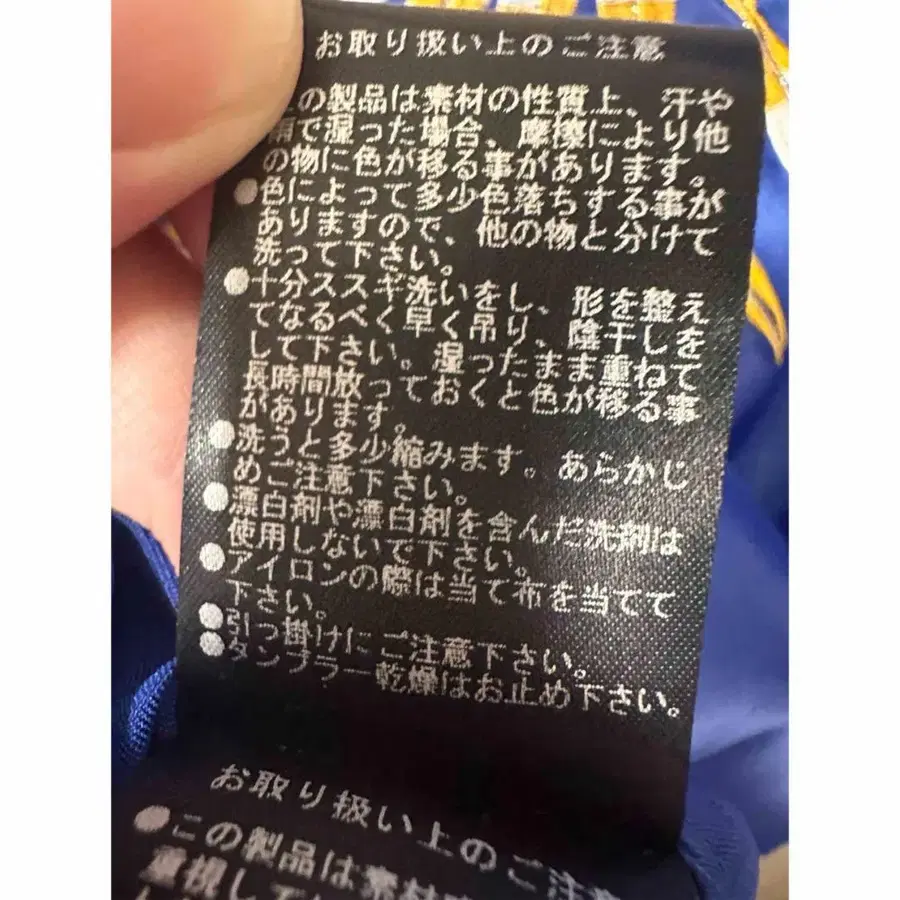 お取り扱い上のご注意
の製品は素材の性質上、汗や
雨で湿った場合、摩擦により他
の物に色が移る事があります。
●色によって多少色落ちする事が
ありますので、他の物と分けて
洗って下さい。
●十分ススギ洗いをし、形を整え
てなるべく早く吊り、陰干しを
して下さい。湿ったまま重ねて
長時間放っておくと色が移る事
があります。
●洗うと多少縮みます。あらかじ
めご注意下さい。
●漂白剤や漂白剤を含んだ洗剤は
使用しないで下さい。
●アイロンの際は当て布を当てて
下さい。
●引っ掛けにご注意下さい。
●タンブラー乾燥はお止め下さい。
お取り扱い上のご注意
●この製品は素材
重視して